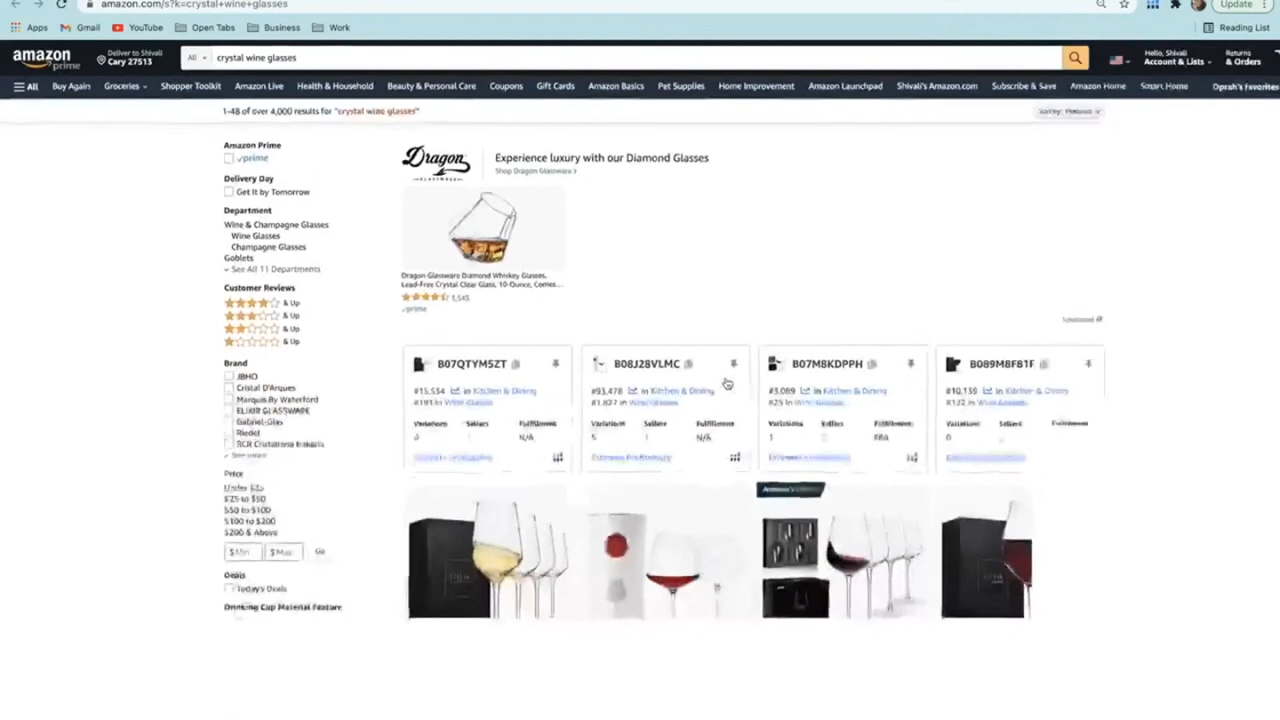 amazon.com/s?k=crystal+wine+glasses
Update
Apps Gmail YouTube Open Tabs Business Work Reading List
amazon prime
Deliver to Shivali
Cary 27513
All
crystal wine glasses
Hello, Shivali
Account & Lists
Returns
& Orders
All Buy Again Groceries Shopper Toolkit Amazon Live Health & Household Beauty & Personal Care Coupons Gift Cards Amazon Basics Pet Supplies Home Improvement Amazon Launchpad Shivali's Amazon.com Subscribe & Save Amazon Home Smart Home Oprah's Favorites
1-48 of over 4,000 results for "crystal wine glasses"
Amazon Prime
prime
Delivery Day
Get It by Tomorrow
Department
Wine & Champagne Glasses
Wine Glasses
Champagne Glasses
Goblets
See All 11 Departments
Customer Reviews
& Up
& Up
& Up
& Up
Brand
JBHO
Cristal D'Arques
Marquis By Waterford
ELIXIR GLASSWARE
Gabriel-Glas
Riedel
RCR Cristalleria Italiana
See more
Price
Under $25
$25 to $50
$50 to $100
$100 to $200
$200 & Above
$ Min $ Max Go
Deals
Today's Deals
Drinking Cup Material Feature
Dragon
GLASSWARE
Experience luxury with our Diamond Glasses
Shop Dragon Glassware ›
Dragon Glassware Diamond Whiskey Glasses,
Lead-Free Crystal Clear Glass, 10-Ounce, Comes...
1,545
prime
Sponsored
B07QTYM5ZT
#15,534 in Kitchen & Dining
#191 in Wine Glasses
Variations Sellers Fulfillment
N/A
B08J28VLMC
#93,478 in Kitchen & Dining
#1,827 in Wine Glasses
Variations Sellers Fulfillment
5 1 N/A
Estimate Profitability
B07M8KDPPH
#3,089 in Kitchen & Dining
#25 in Wine Glasses
Variations Sellers Fulfillment
1 FBA
B089M8F81F
#10,139 in Kitchen & Dining
#132 in Wine Glasses
Variations Sellers Fulfillment
0